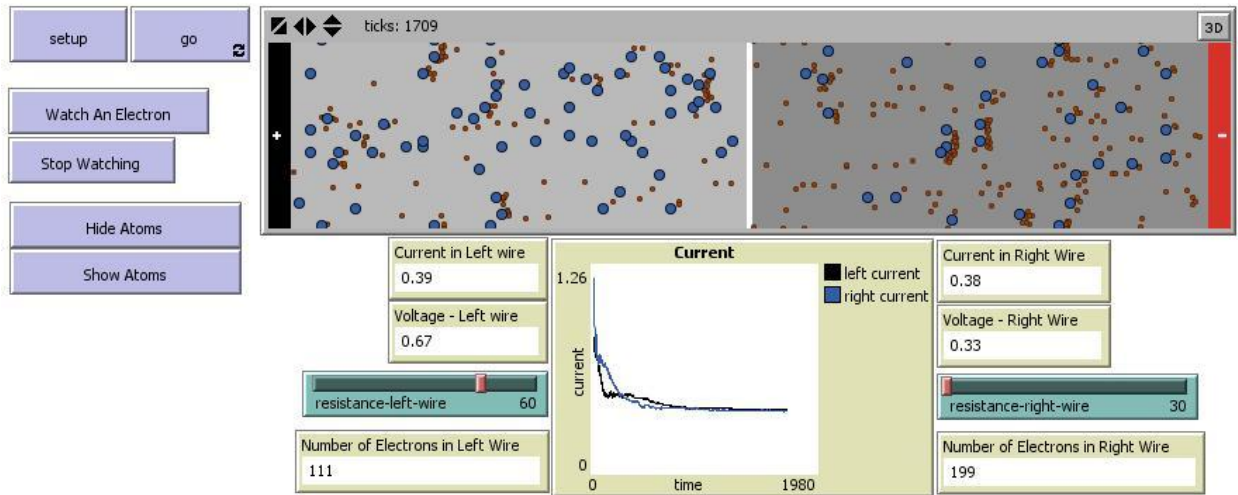 setup
go
ticks: 1709
3D
Watch An Electron
Stop Watching
Hide Atoms
Show Atoms
+
-
Current in Left wire
0.39
Voltage - Left wire
0.67
resistance-left-wire 60
Number of Electrons in Left Wire
111
Current
1.26
current
0
0
time
1980
left current
right current
Current in Right Wire
0.38
Voltage - Right Wire
0.33
resistance-right-wire 30
Number of Electrons in Right Wire
199